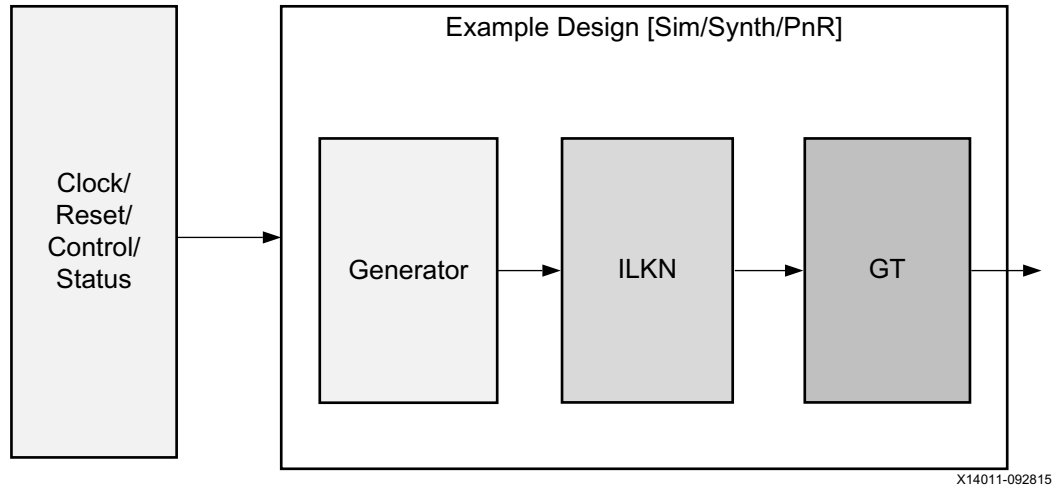 Example Design [Sim/Synth/PnR]
Clock/
Reset/
Control/
Status
Generator
ILKN
GT
X14011-092815